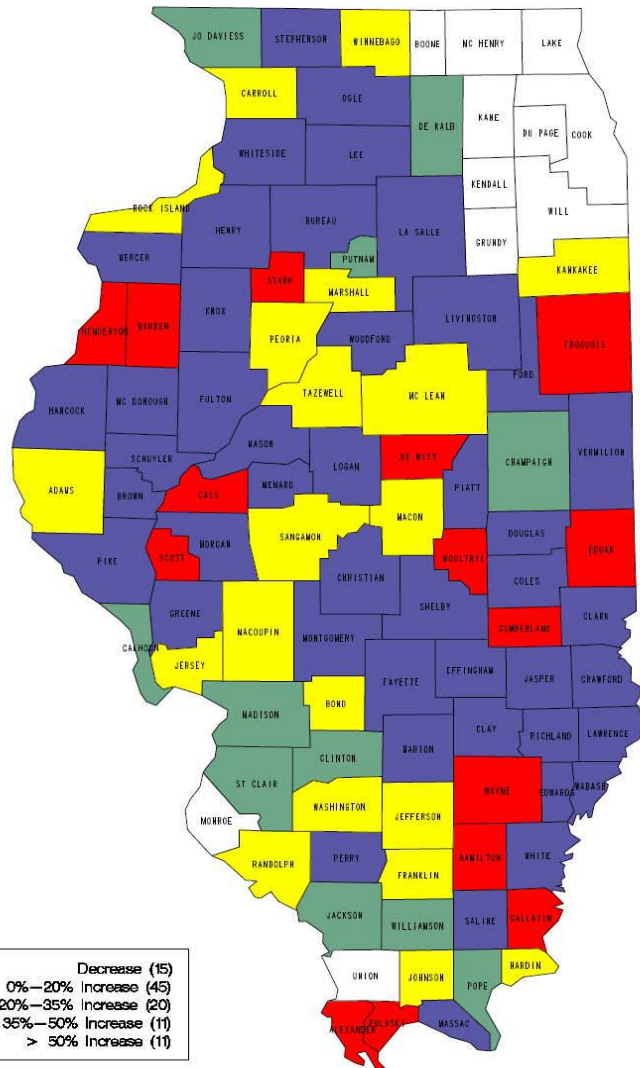 JO DAVIESS STEPHENSON WINNEBAGO BOONE MC HENRY LAKE
CARROLL OGLE DE KALB KANE DU PAGE COOK
WHITESIDE LEE KENDALL WILL
ROCK ISLAND HENRY BUREAU LA SALLE GRUNDY
MERCER PUTNAM KANKAKEE
STARK MARSHALL
HENDERSON WARREN KNOX PEORIA WOODFORD LIVINGSTON IROQUOIS
FORD
HANCOCK MC DONOUGH FULTON TAZEWELL MC LEAN
SCHUYLER MASON LOGAN DE WITT CHAMPAIGN VERMILION
ADAMS BROWN CASS MENARD PIATT
MACON
PIKE SCOTT MORGAN SANGAMON MOULTRIE DOUGLAS EDGAR
CHRISTIAN COLES
GREENE SHELBY
CALHOUN MACOUPIN MONTGOMERY CUMBERLAND CLARK
JERSEY FAYETTE EFFINGHAM JASPER CRAWFORD
MADISON BOND
CLINTON MARION CLAY RICHLAND LAWRENCE
ST CLAIR WAYNE EDWARDS WABASH
MONROE WASHINGTON JEFFERSON
RANDOLPH PERRY FRANKLIN HAMILTON WHITE
JACKSON WILLIAMSON SALINE GALLATIN
UNION JOHNSON POPE HARDIN
ALEXANDER PULASKI MASSAC
Decrease (15)
0%-20% Increase (45)
20%-35% Increase (20)
35%-50% Increase (11)
> 50% Increase (11)